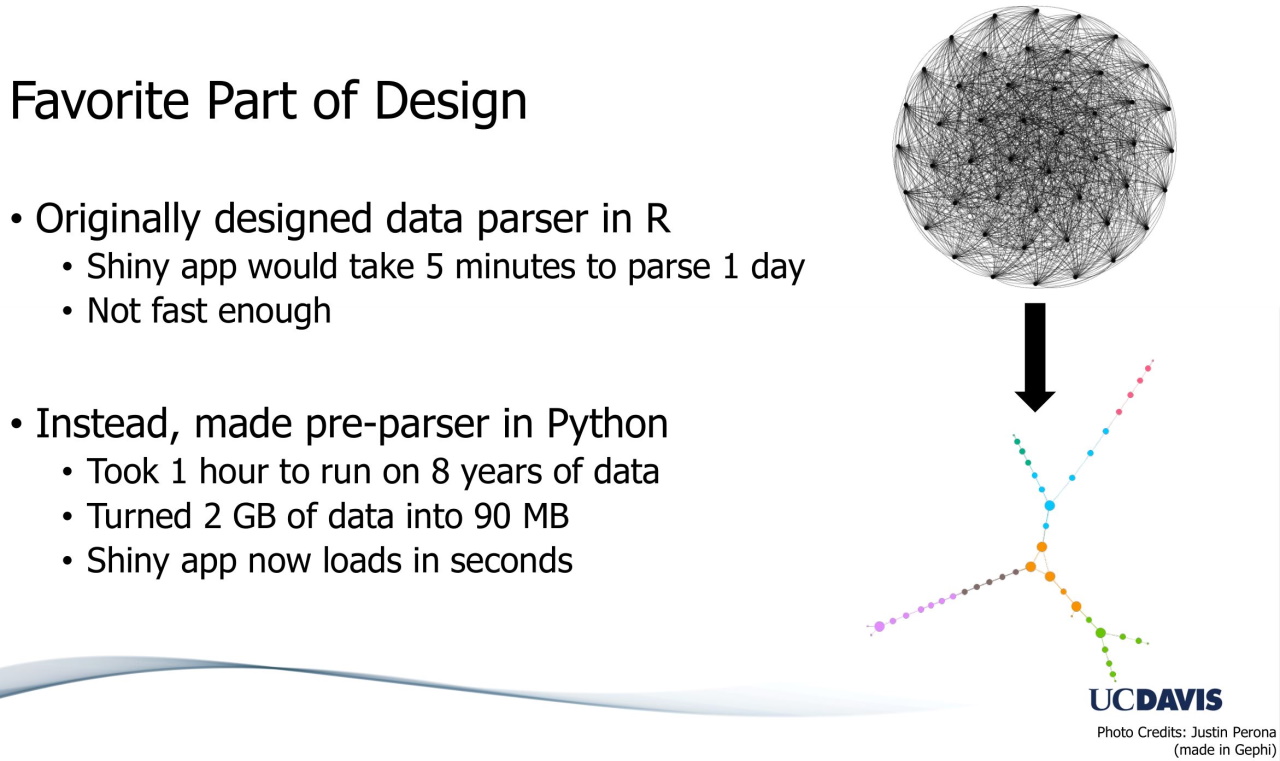 Favorite Part of Design
• Originally designed data parser in R
• Shiny app would take 5 minutes to parse 1 day
• Not fast enough
• Instead, made pre-parser in Python
• Took 1 hour to run on 8 years of data
• Turned 2 GB of data into 90 MB
• Shiny app now loads in seconds
UCDAVIS
Photo Credits: Justin Perona
(made in Gephi)